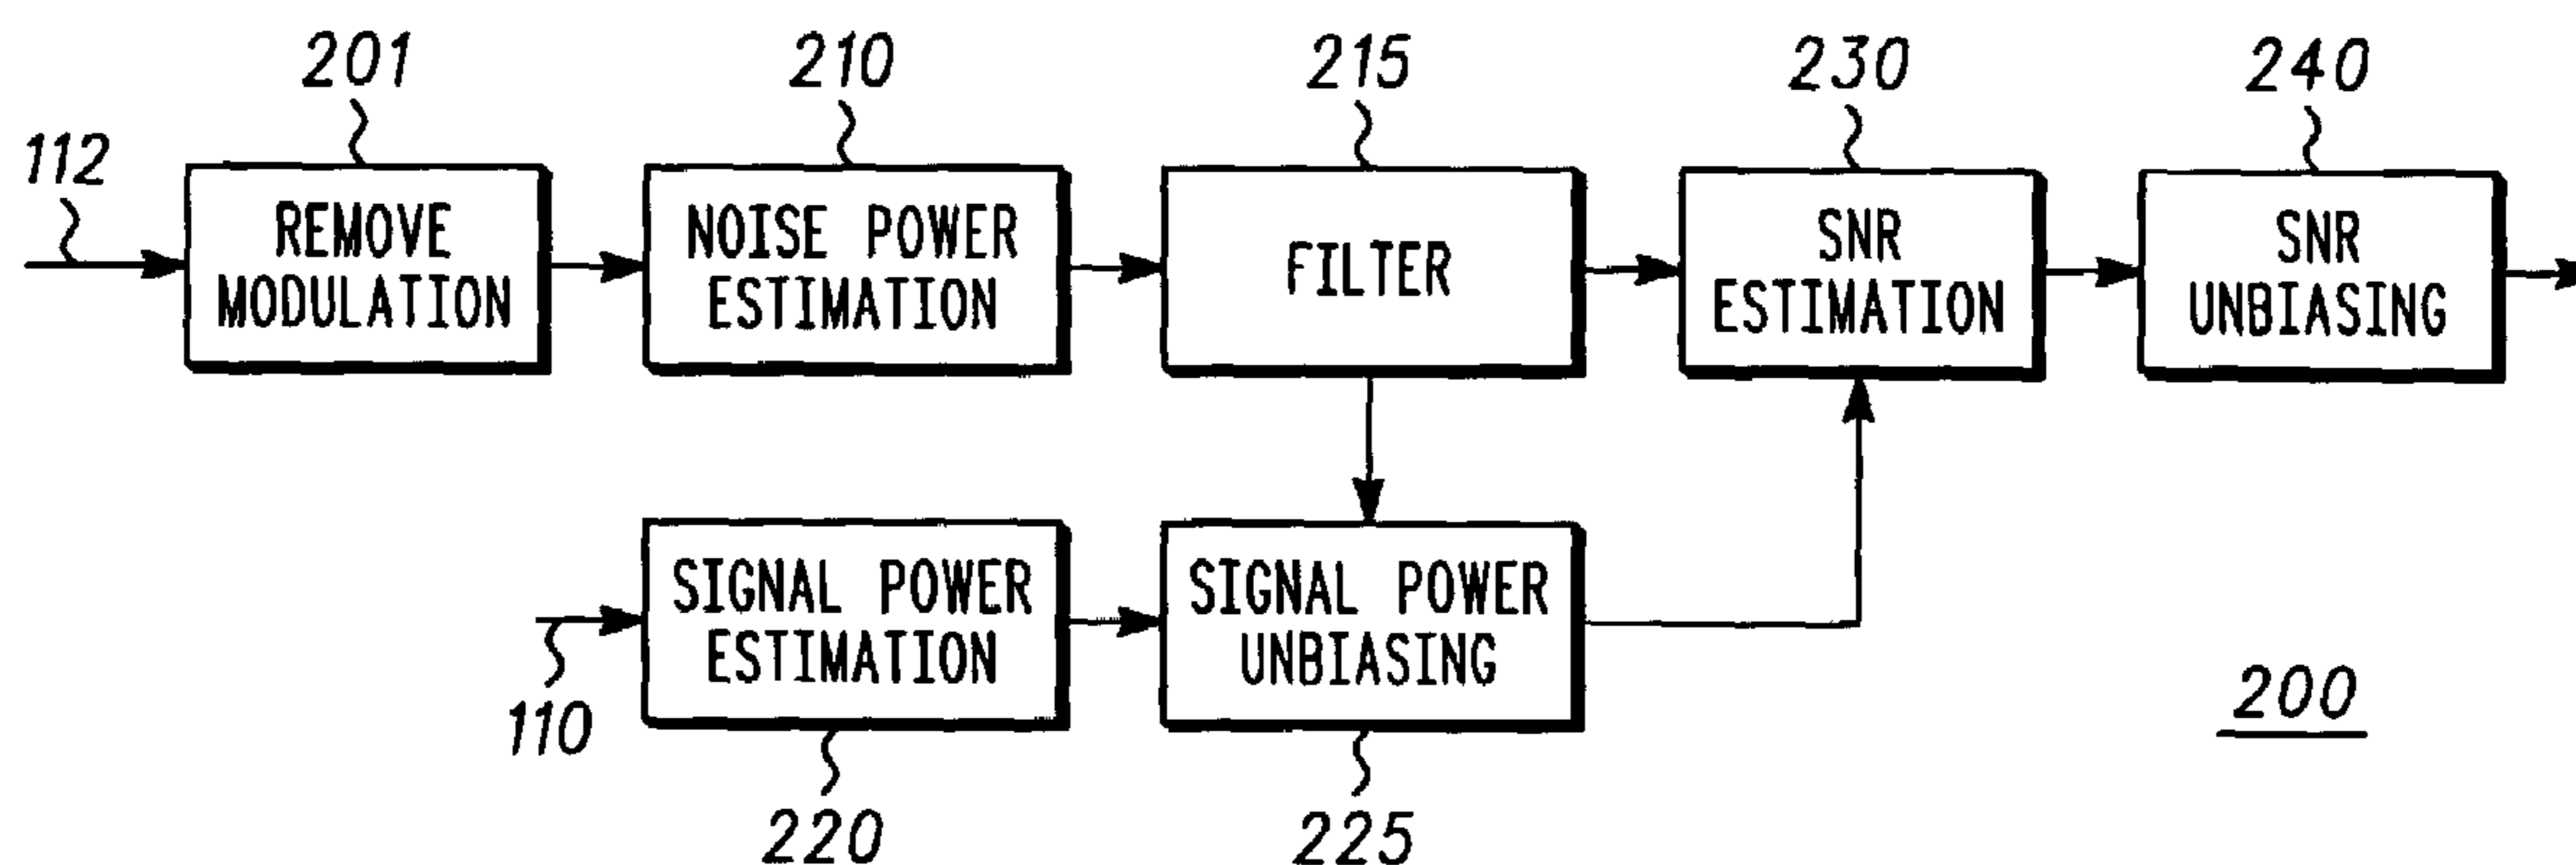 201
210
215
230
240
112
REMOVE
MODULATION
NOISE POWER
ESTIMATION
FILTER
SNR
ESTIMATION
SNR
UNBIASING
SIGNAL POWER
ESTIMATION
SIGNAL POWER
UNBIASING
110
220
225
200